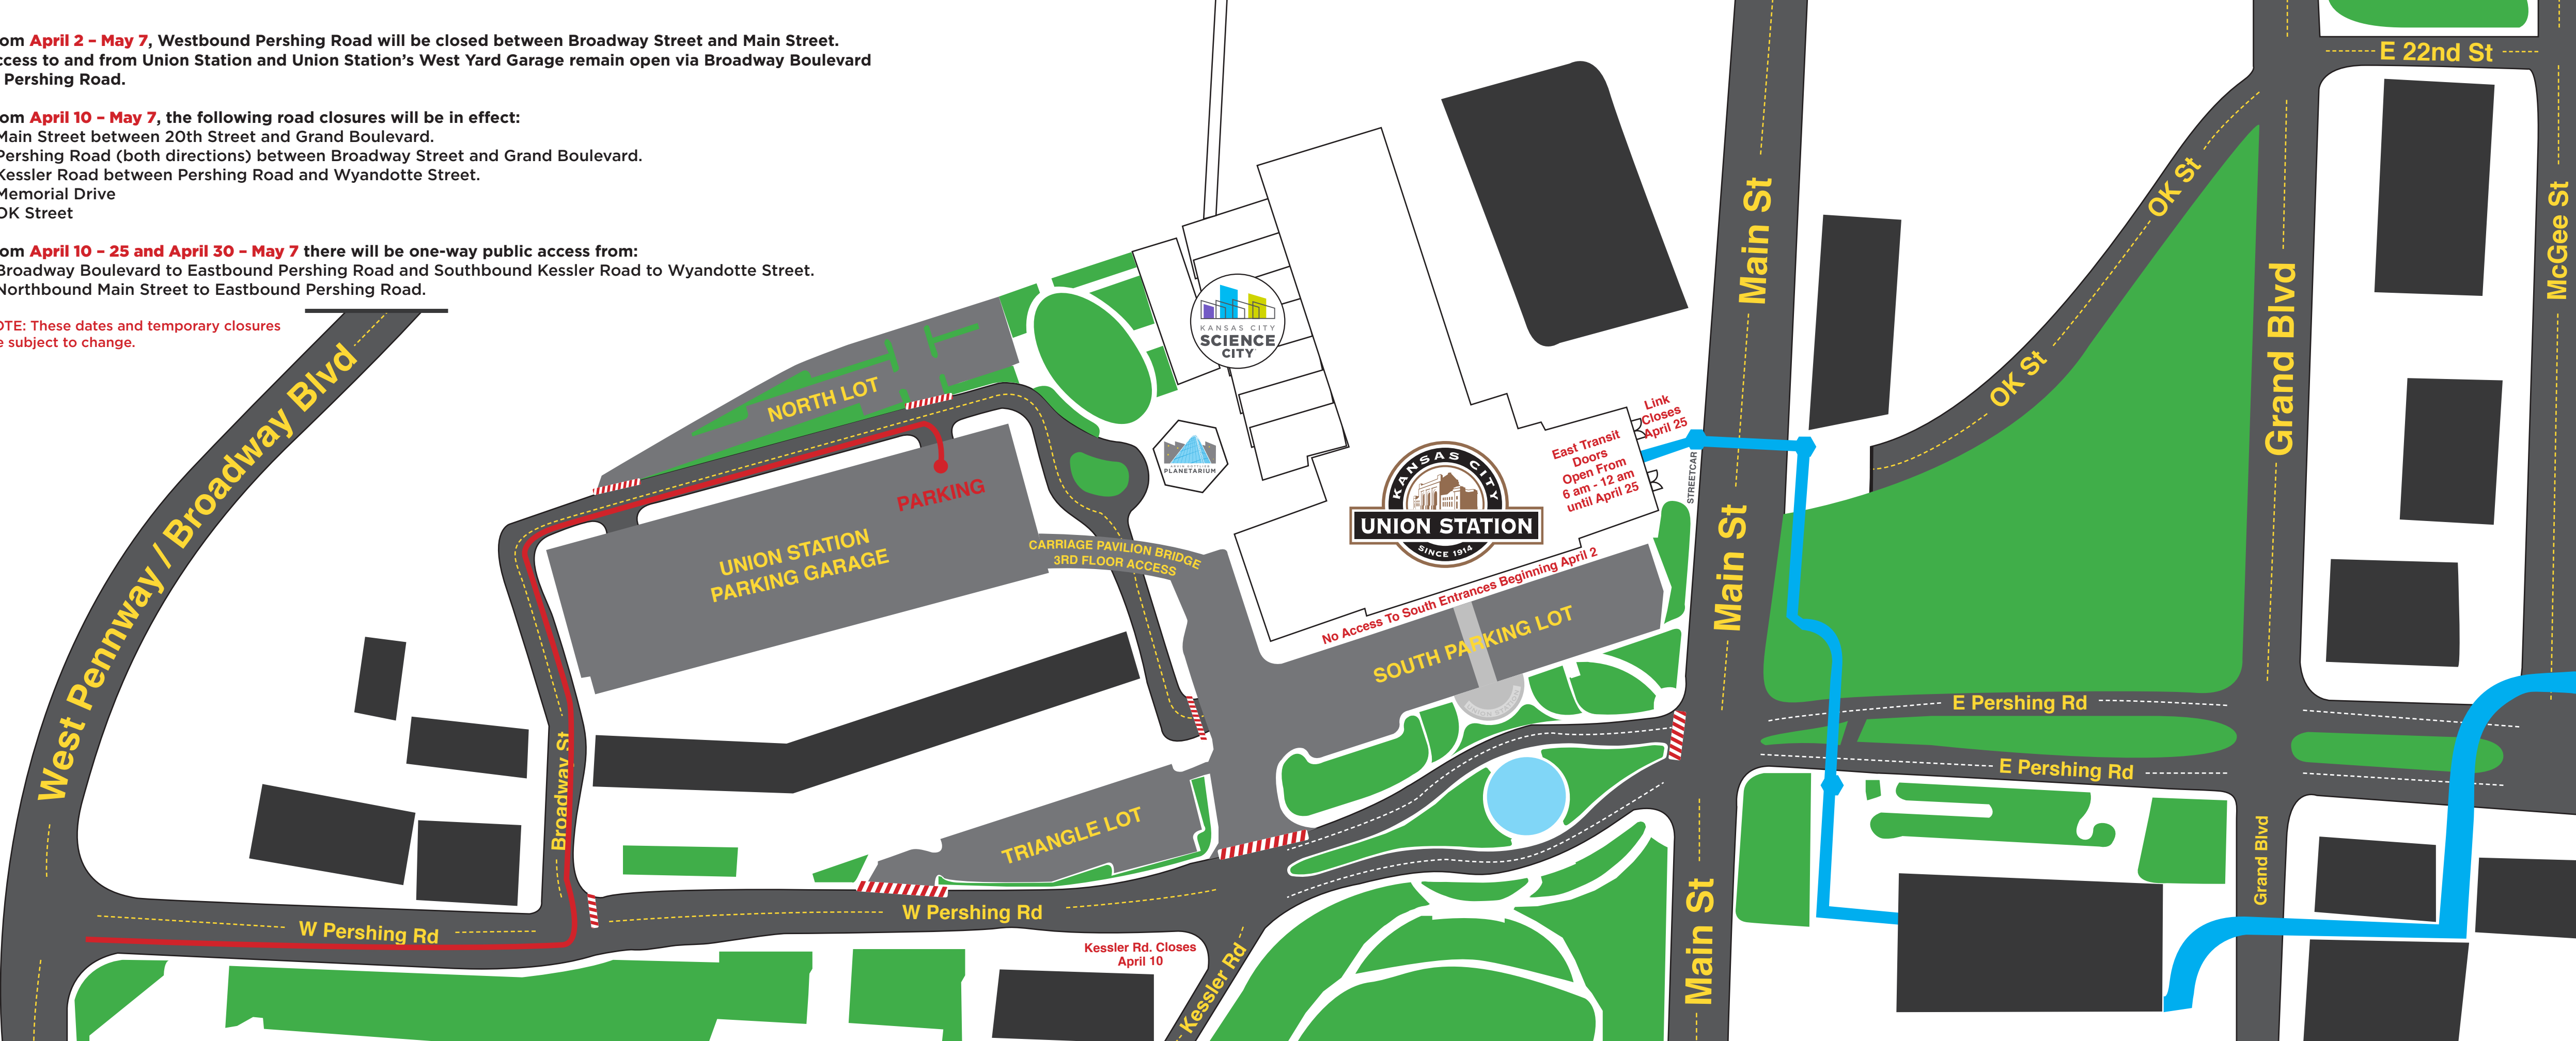 om April 2 – May 7, Westbound Pershing Road will be closed between Broadway Street and Main Street.
ccess to and from Union Station and Union Station's West Yard Garage remain open via Broadway Boulevard
Pershing Road.
om April 10 – May 7, the following road closures will be in effect:
Main Street between 20th Street and Grand Boulevard.
Pershing Road (both directions) between Broadway Street and Grand Boulevard.
Kessler Road between Pershing Road and Wyandotte Street.
Memorial Drive
OK Street
om April 10 – 25 and April 30 – May 7 there will be one-way public access from:
Broadway Boulevard to Eastbound Pershing Road and Southbound Kessler Road to Wyandotte Street.
Northbound Main Street to Eastbound Pershing Road.
OTE: These dates and temporary closures
e subject to change.
E 22nd St
McGee St
OK St
OK St
Grand Blvd
Main St
Main St
Main St
West Pennway / Broadway Blvd
NORTH LOT
KANSAS CITY
SCIENCE
CITY
PLANETARIUM
PARKING
UNION STATION
PARKING GARAGE
CARRIAGE PAVILION BRIDGE
3RD FLOOR ACCESS
KANSAS CITY
UNION STATION
SINCE 1914
Link
Closes
April 25
East Transit
Doors
Open From
6 am - 12 am
until April 25
STREETCAR
No Access To South Entrances Beginning April 2
SOUTH PARKING LOT
UNION STATION
E Pershing Rd
E Pershing Rd
Broadway St
TRIANGLE LOT
Grand Blvd
W Pershing Rd
W Pershing Rd
Kessler Rd. Closes
April 10
Kessler Rd